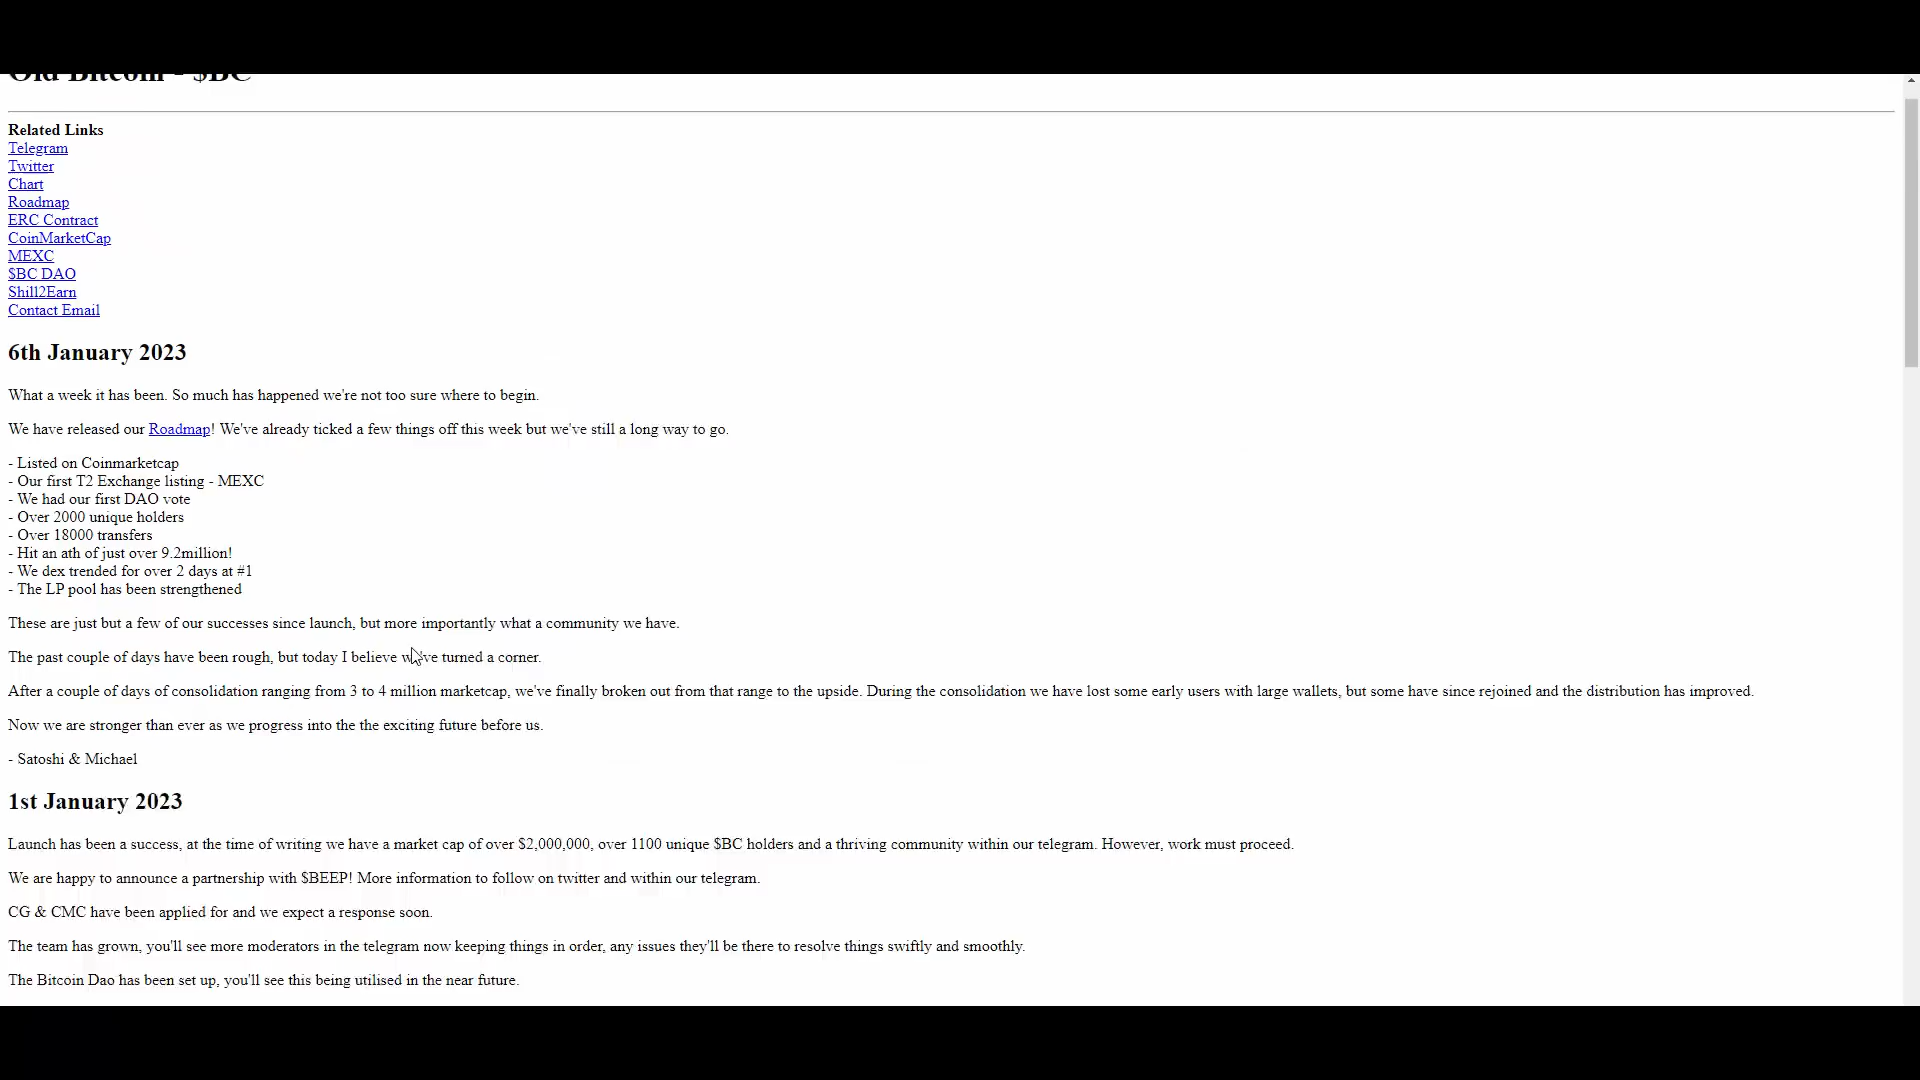 Old Bitcoin - $BC
Related Links
Telegram
Twitter
Chart
Roadmap
ERC Contract
CoinMarketCap
MEXC
$BC DAO
Shill2Earn
Contact Email
6th January 2023
What a week it has been. So much has happened we're not too sure where to begin.
We have released our Roadmap! We've already ticked a few things off this week but we've still a long way to go.
- Listed on Coinmarketcap
- Our first T2 Exchange listing - MEXC
- We had our first DAO vote
- Over 2000 unique holders
- Over 18000 transfers
- Hit an ath of just over 9.2million!
- We dex trended for over 2 days at #1
- The LP pool has been strengthened
These are just but a few of our successes since launch, but more importantly what a community we have.
The past couple of days have been rough, but today I believe we've turned a corner.
After a couple of days of consolidation ranging from 3 to 4 million marketcap, we've finally broken out from that range to the upside. During the consolidation we have lost some early users with large wallets, but some have since rejoined and the distribution has improved.
Now we are stronger than ever as we progress into the the exciting future before us.
- Satoshi & Michael
1st January 2023
Launch has been a success, at the time of writing we have a market cap of over $2,000,000, over 1100 unique $BC holders and a thriving community within our telegram. However, work must proceed.
We are happy to announce a partnership with $BEEP! More information to follow on twitter and within our telegram.
CG & CMC have been applied for and we expect a response soon.
The team has grown, you'll see more moderators in the telegram now keeping things in order, any issues they'll be there to resolve things swiftly and smoothly.
The Bitcoin Dao has been set up, you'll see this being utilised in the near future.